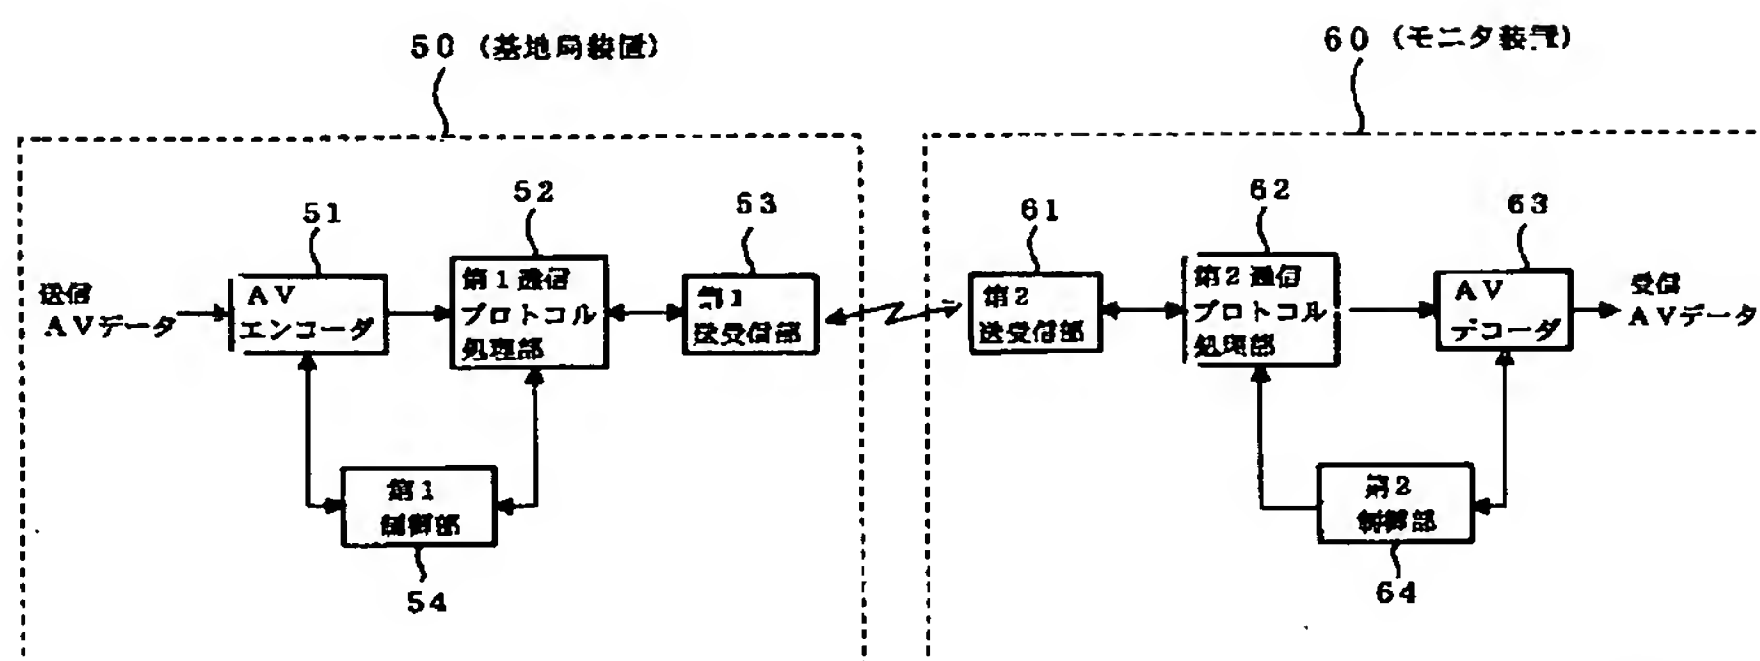 50（基地局装置）
60（モニタ装置）
51
52
53
61
62
63
送信
AVデータ
AV
エンコーダ
第1通信
プロトコル
処理部
第1
送受信部
第2
送受信部
第2通信
プロトコル
処理部
AV
デコーダ
受信
AVデータ
第1
制御部
54
第2
制御部
64